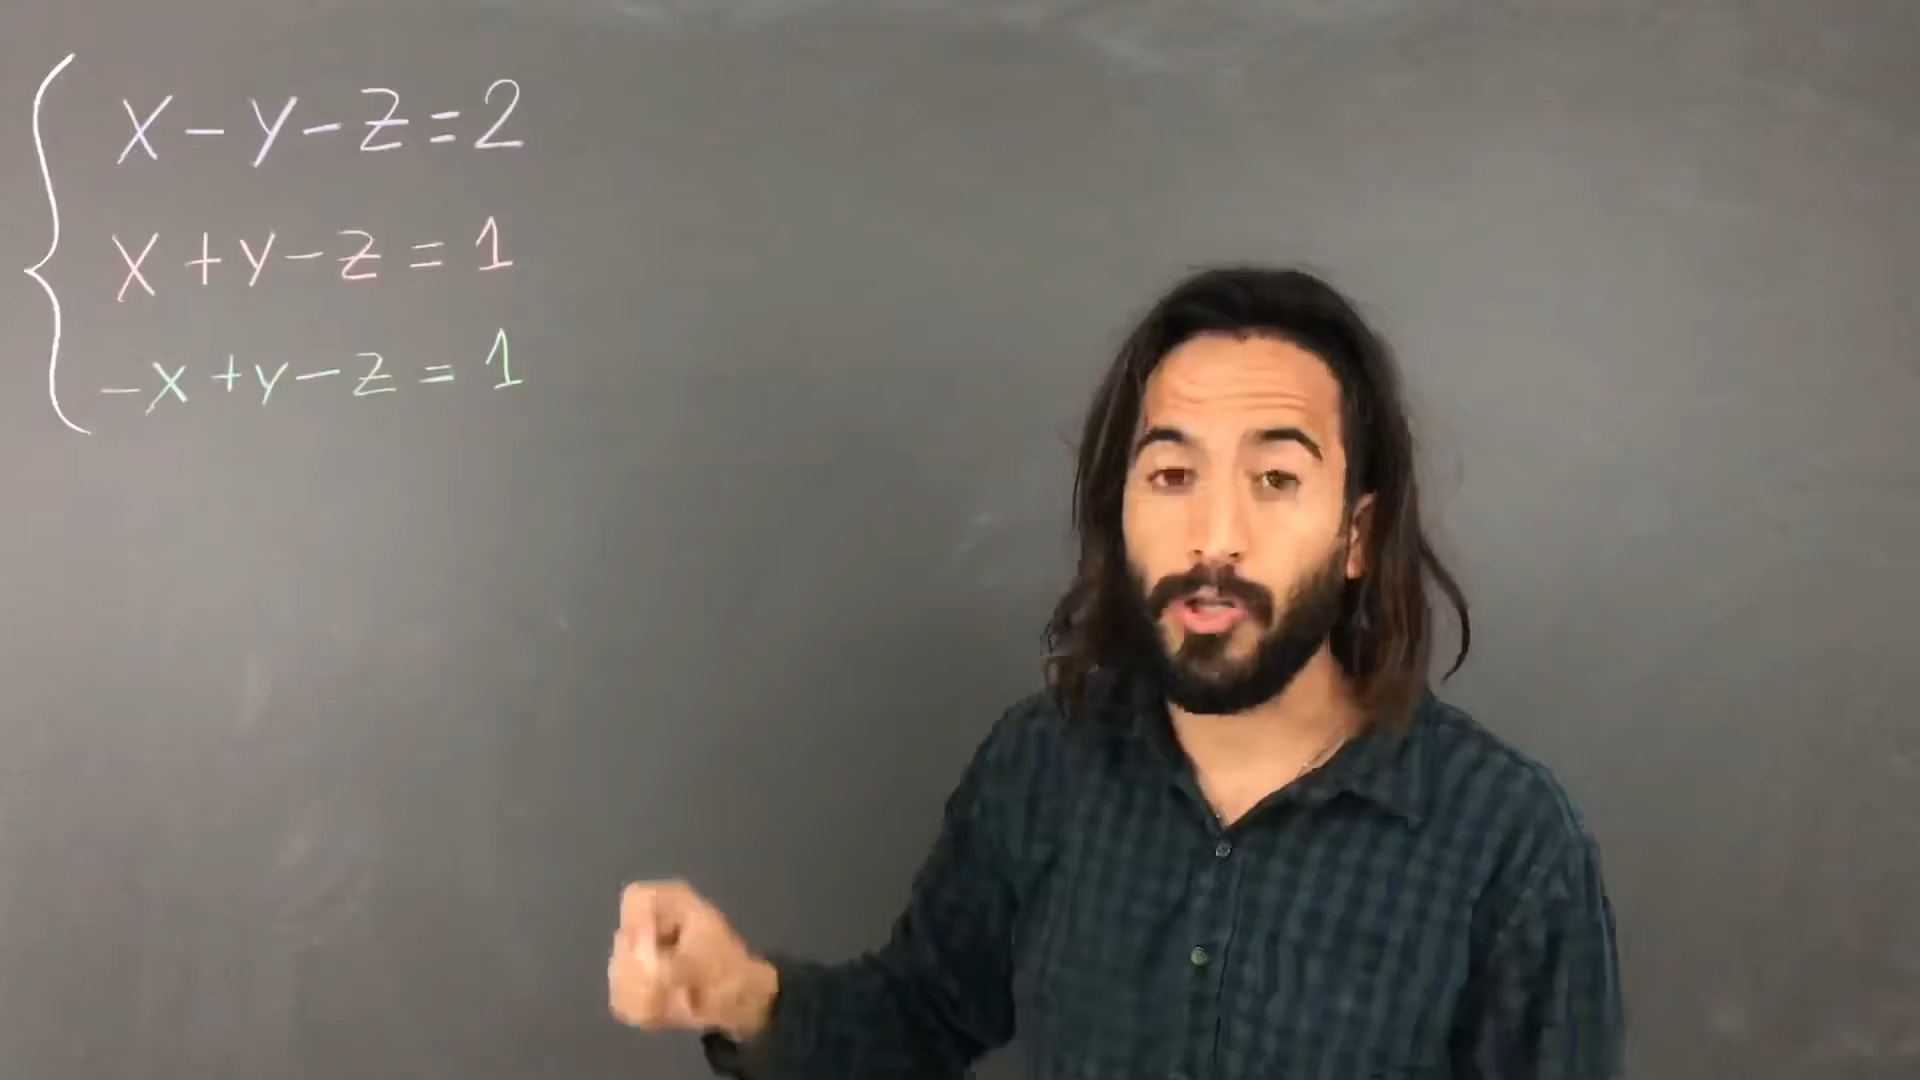 x - y - z = 2
x + y - z = 1
-x + y - z = 1